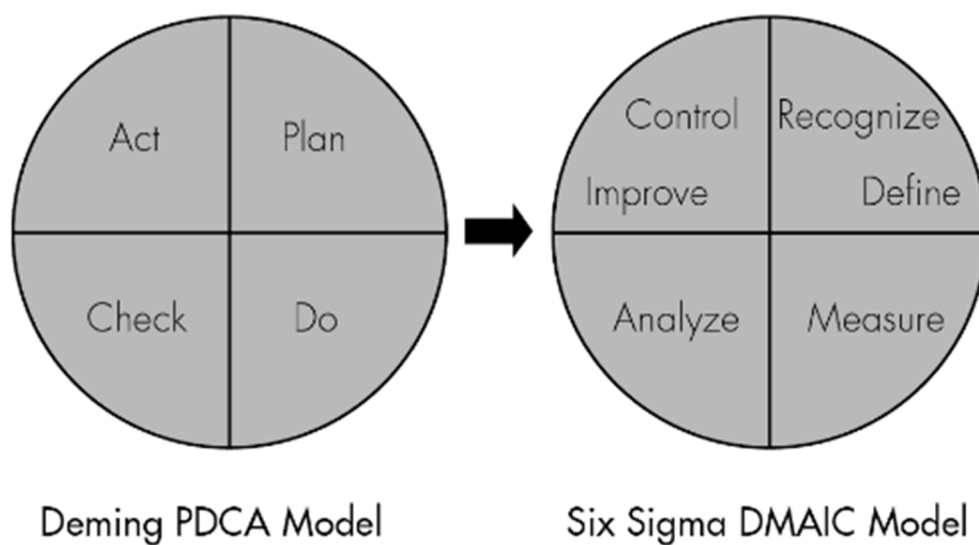 Act
Plan
Check
Do
Deming PDCA Model
Control
Recognize
Improve
Define
Analyze
Measure
Six Sigma DMAIC Model